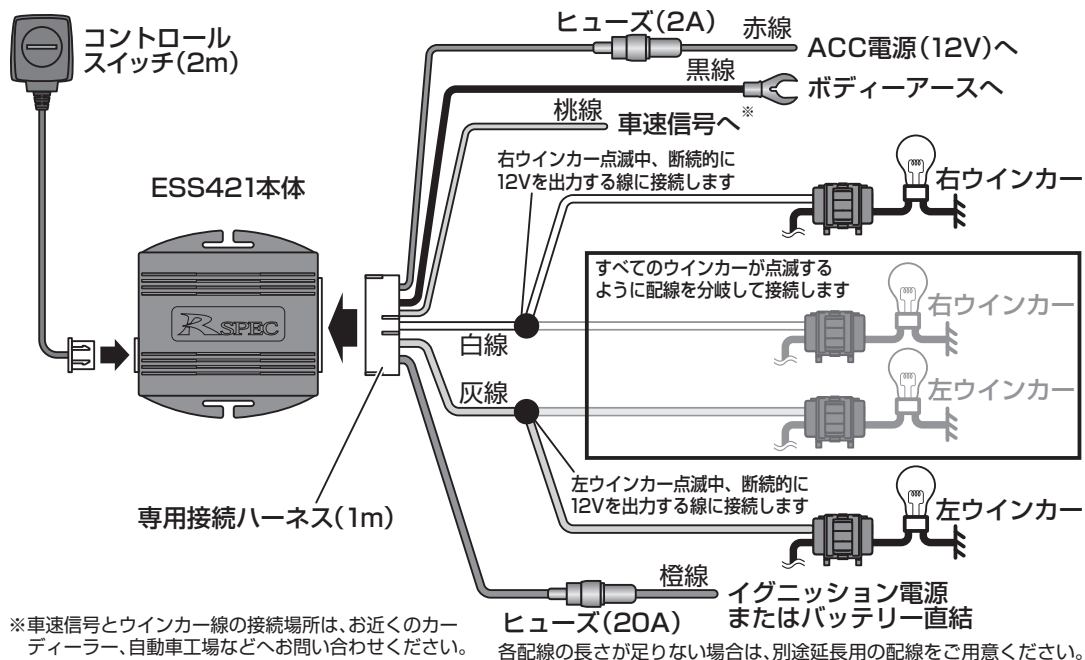 コントロール
スイッチ(2m)
ヒューズ(2A)
赤線
ACC電源(12V)へ
黒線
ボディーアースへ
桃線
車速信号へ※
右ウインカー点滅中、断続的に
12Vを出力する線に接続します
右ウインカー
ESS421本体
R SPEC
すべてのウインカーが点滅する
ように配線を分岐して接続します
右ウインカー
白線
左ウインカー
灰線
左ウインカー点滅中、断続的に
12Vを出力する線に接続します
左ウインカー
専用接続ハーネス(1m)
橙線
ヒューズ(20A)
イグニッション電源
またはバッテリー直結
※車速信号とウインカー線の接続場所は、お近くのカー
ディーラー、自動車工場などへお問い合わせください。
各配線の長さが足りない場合は、別途延長用の配線をご用意ください。